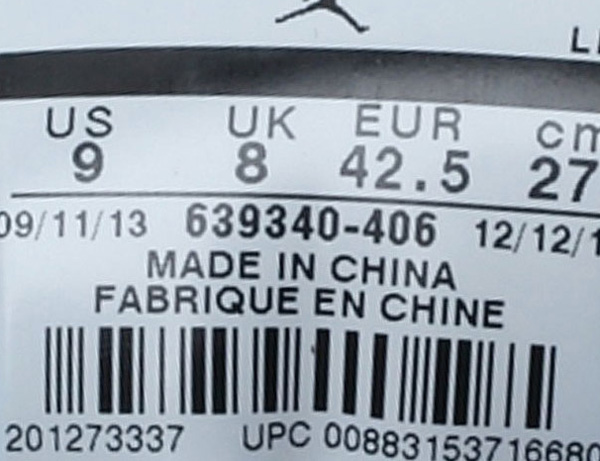 US UK EUR cm
9 8 42.5 27
09/11/13 639340-406 12/12/1
MADE IN CHINA
FABRIQUE EN CHINE
201273337 UPC 00883153716680